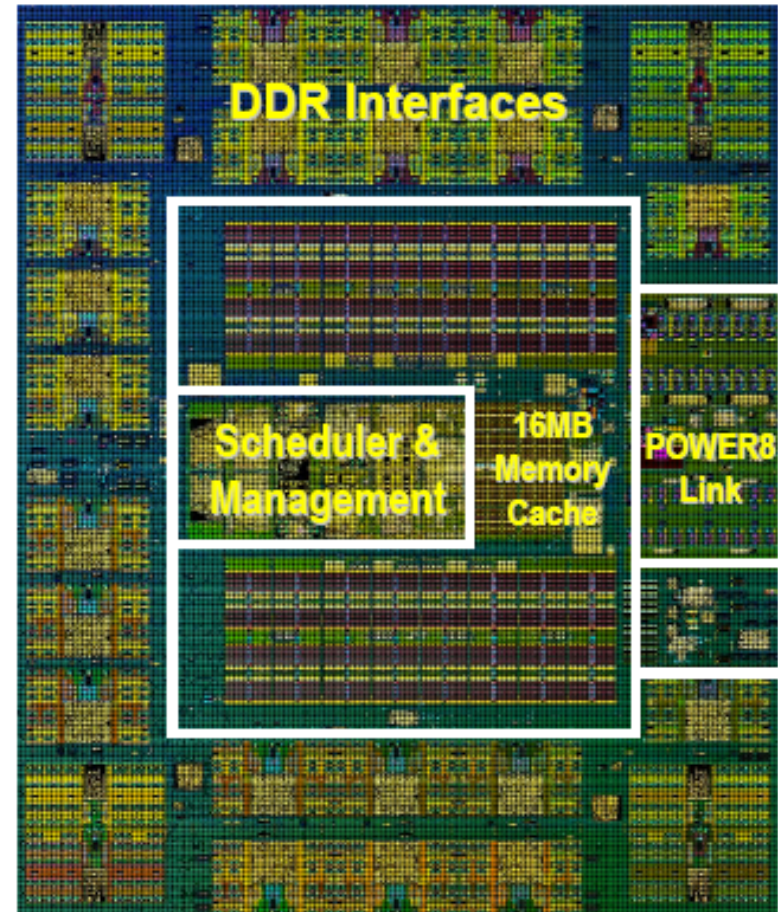 DDR Interfaces
Scheduler &
Management
16MB
Memory
Cache
POWER8
Link